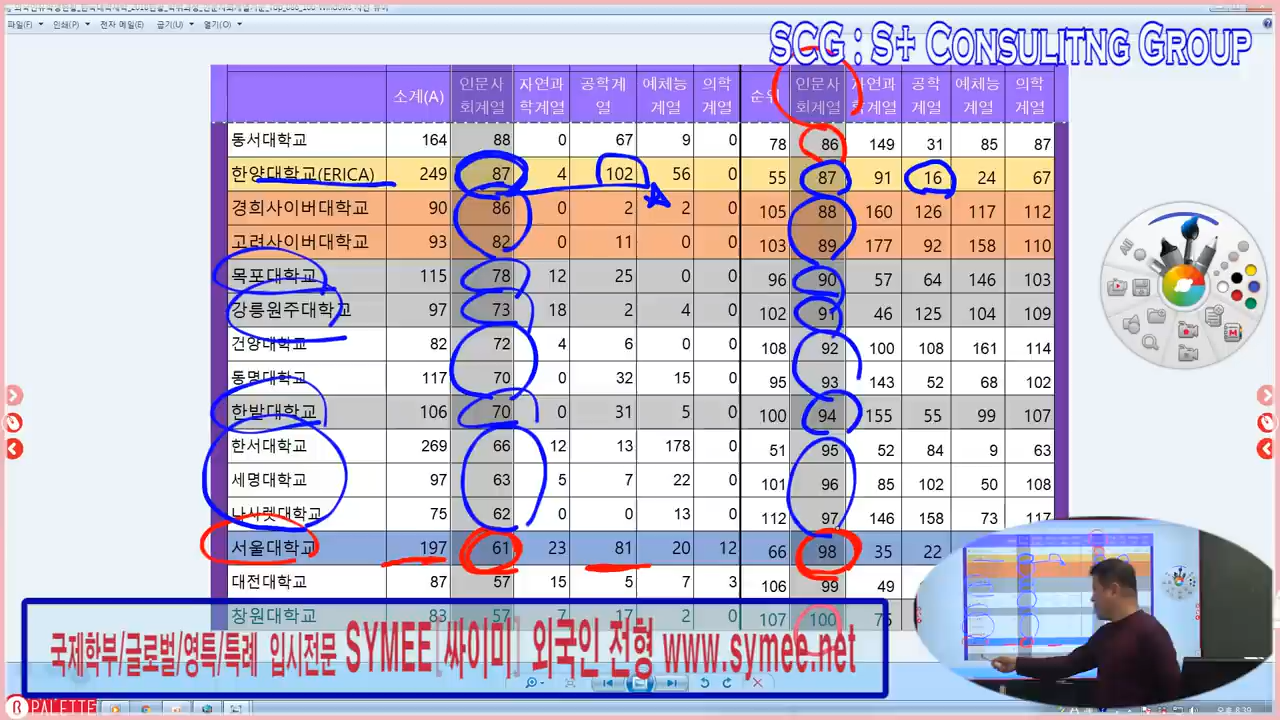 파일(F) 인쇄(P) 전자 메일(E) 굽기(U) 열기(O)
SCG : S+ CONSULITNG GROUP
소계(A) 인문사회계열 자연과학계열 공학계열 예체능계열 의학계열 순위 인문사회계열 자연과학계열 공학계열 예체능계열 의학계열
동서대학교 164 88 0 67 9 0 78 86 149 31 85 87
한양대학교(ERICA) 249 87 4 102 56 0 55 87 91 16 24 67
경희사이버대학교 90 86 0 2 2 0 105 88 160 126 117 112
고려사이버대학교 93 82 0 11 0 0 103 89 177 92 158 110
목포대학교 115 78 12 25 0 0 96 90 57 64 146 103
강릉원주대학교 97 73 18 2 4 0 102 91 46 125 104 109
건양대학교 82 72 4 6 0 0 108 92 100 108 161 114
동명대학교 117 70 0 32 15 0 95 93 143 52 68 102
한밭대학교 106 70 0 31 5 0 100 94 155 55 99 107
한서대학교 269 66 12 13 178 0 51 95 52 84 9 63
세명대학교 97 63 5 7 22 0 101 96 85 102 50 108
나사렛대학교 75 62 0 0 13 0 112 97 146 158 73 117
서울대학교 197 61 23 81 20 12 66 98 35 22
대전대학교 87 57 15 5 7 3 106 99 49
창원대학교 83 57 7 17 2 0 107 100 75
국제학부/글로벌/영특/특례 입시전문 SYMEE[싸이미] 외국인 전형 www.symee.net
PALETTE
오후 8:39